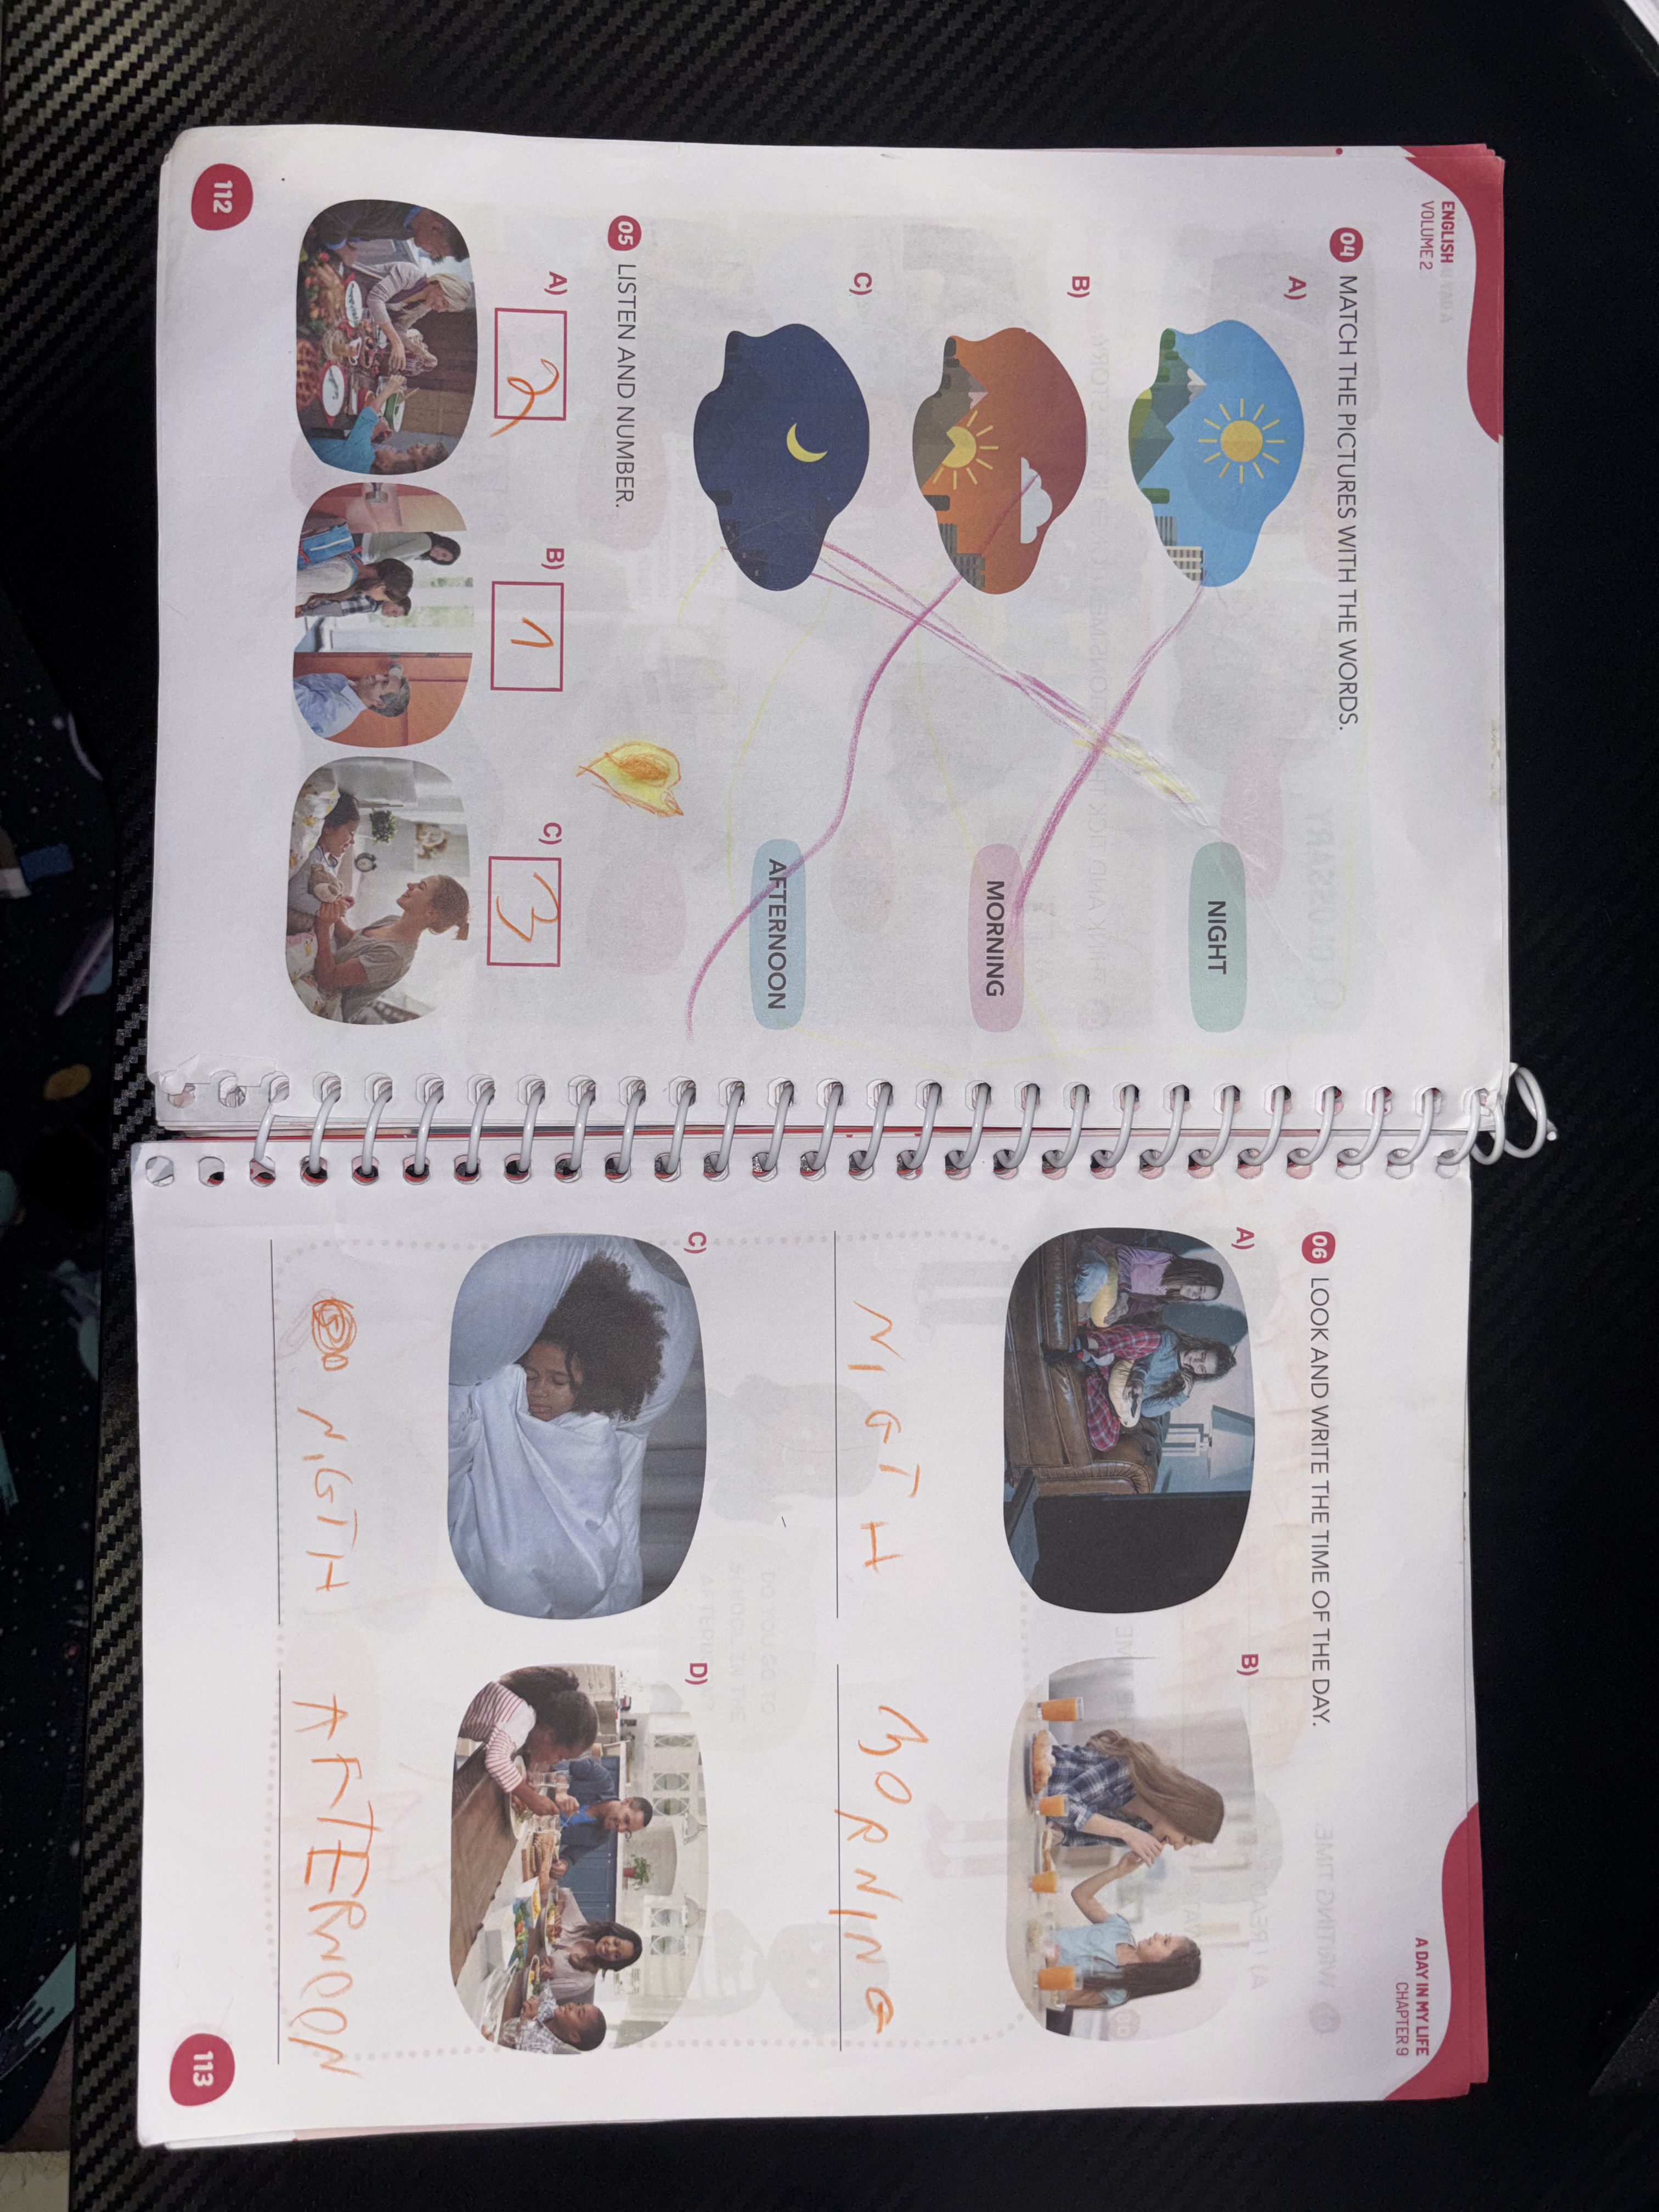 ENGLISH
VOLUME 2
04 MATCH THE PICTURES WITH THE WORDS.
A)
NIGHT
B)
MORNING
C)
AFTERNOON
05 LISTEN AND NUMBER.
A) 2
B) 1
C) 3
112
A DAY IN MY LIFE
CHAPTER 9
06 LOOK AND WRITE THE TIME OF THE DAY.
A)
B)
NIGTH
MORNING
C)
D)
NIGTH
AFTERNOON
113